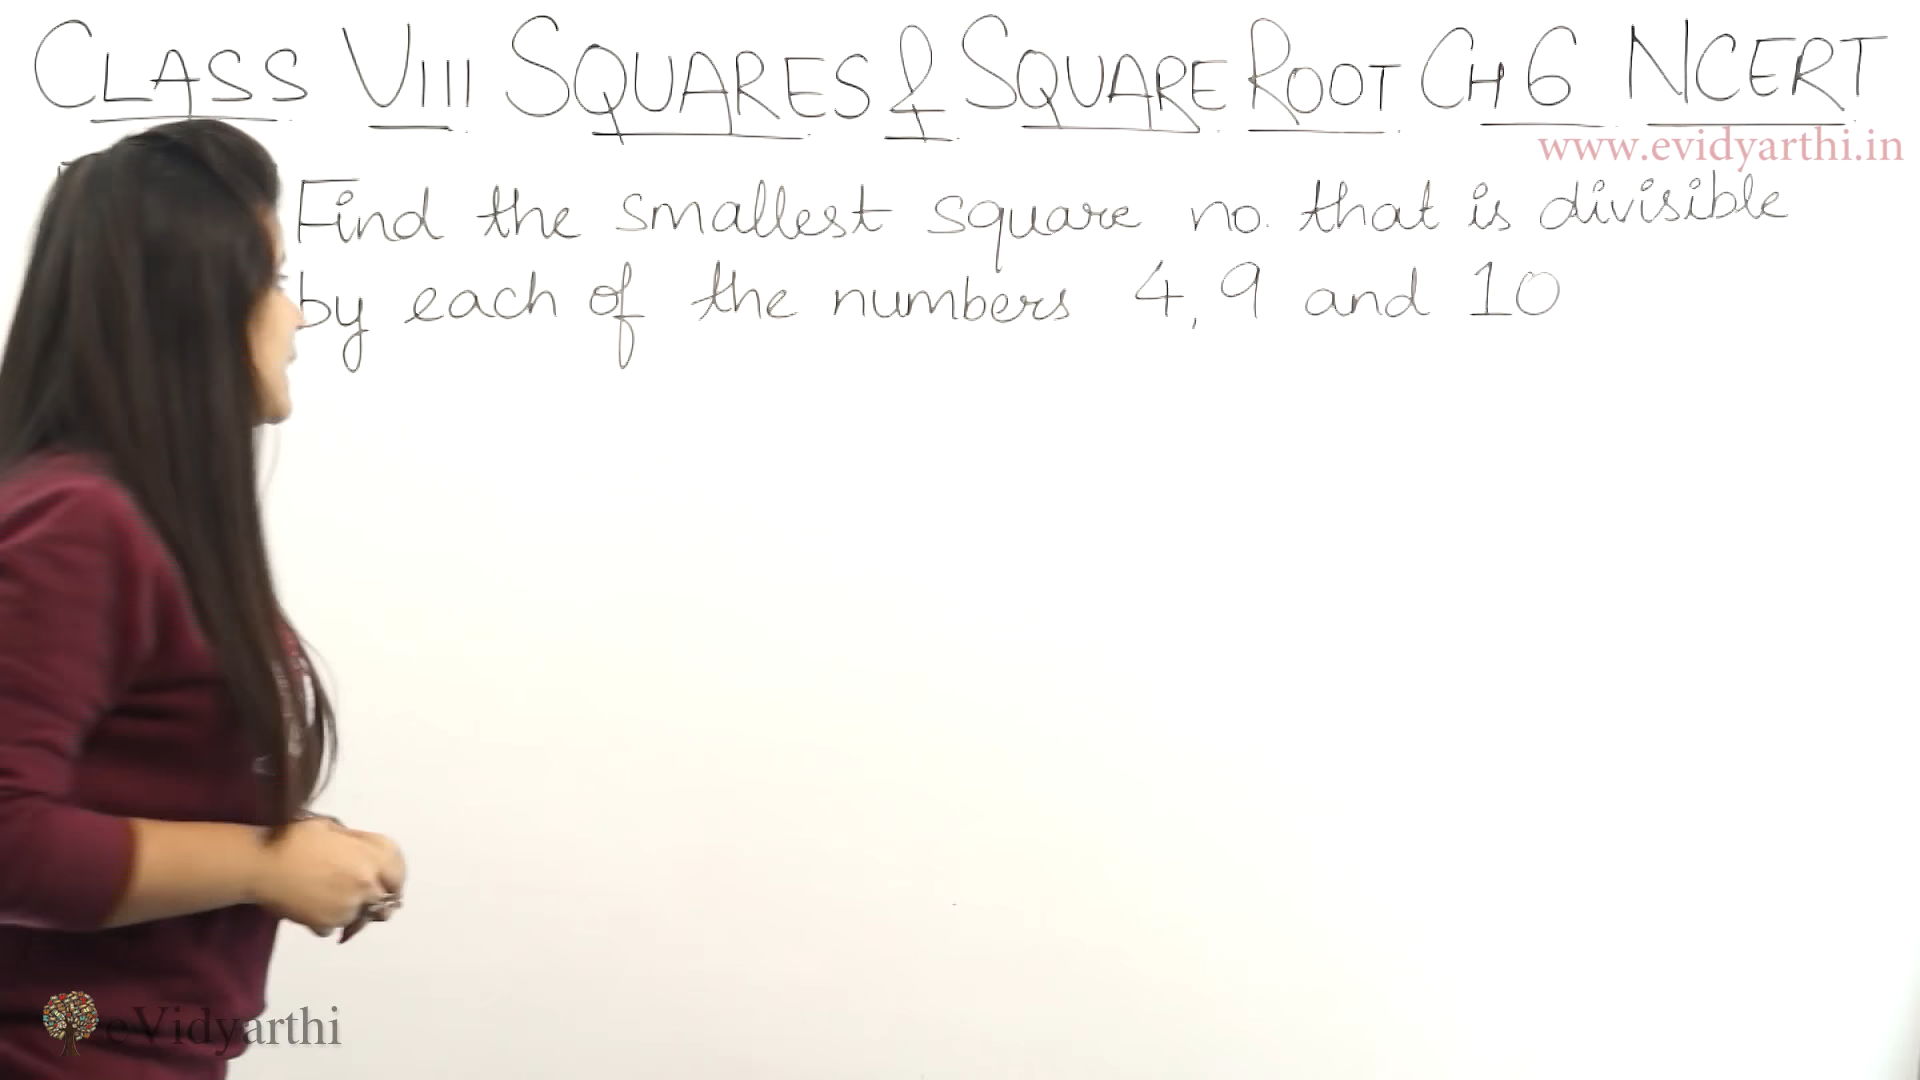 CLASS VIII SQUARES & SQUARE ROOT CH 6 NCERT
www.evidyarthi.in
Find the smallest square no. that is divisible
by each of the numbers 4, 9 and 10
eVidyarthi